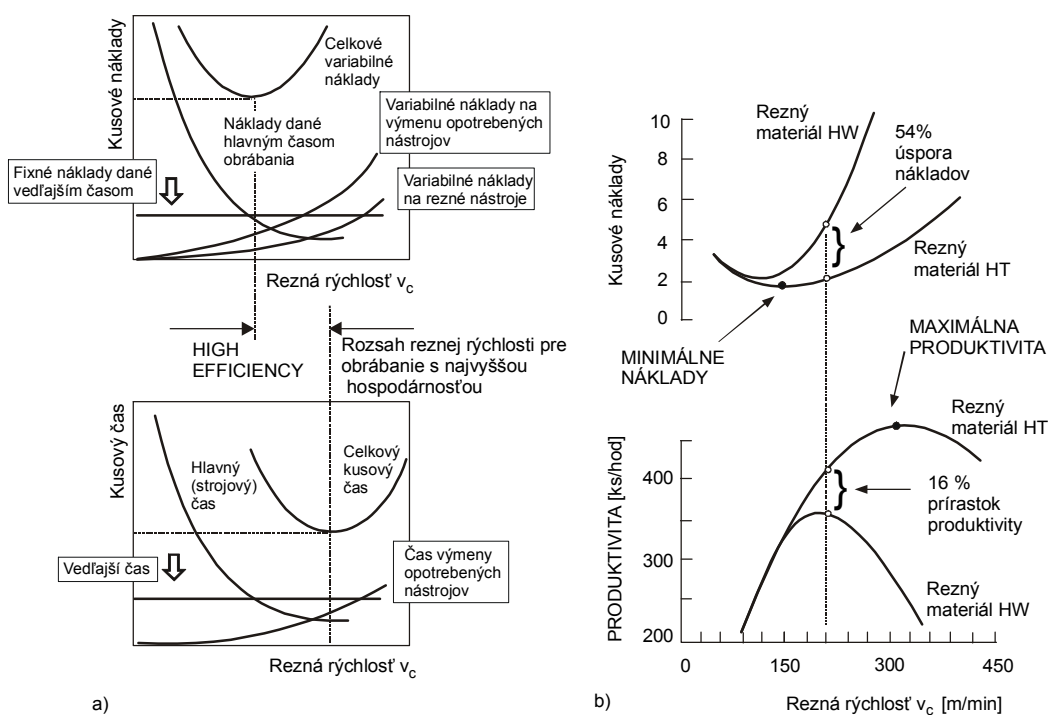 Kusové náklady
Celkové
variabilné
náklady
Náklady dané
hlavným časom
obrábania
Variabilné náklady na
výmenu opotrebených
nástrojov
Fixné náklady dané
vedľajším časom
Variabilné náklady
na rezné nástroje
Rezná rýchlosť vc
HIGH
EFFICIENCY
Rozsah reznej rýchlosti pre
obrábanie s najvyššou
hospodárnosťou
Kusový čas
Hlavný
(strojový)
čas
Celkový
kusový
čas
Vedľajší čas
Čas výmeny
opotrebených
nástrojov
Rezná rýchlosť vc
a)
Kusové náklady
10
8
6
4
2
0
Rezný
materiál HW
54%
úspora
nákladov
Rezný
materiál HT
MINIMÁLNE
NÁKLADY
MAXIMÁLNA
PRODUKTIVITA
PRODUKTIVITA [ks/hod]
400
300
200
Rezný
materiál HT
16 %
prírastok
produktivity
Rezný
materiál HW
0
150
300
450
Rezná rýchlosť vc [m/min]
b)